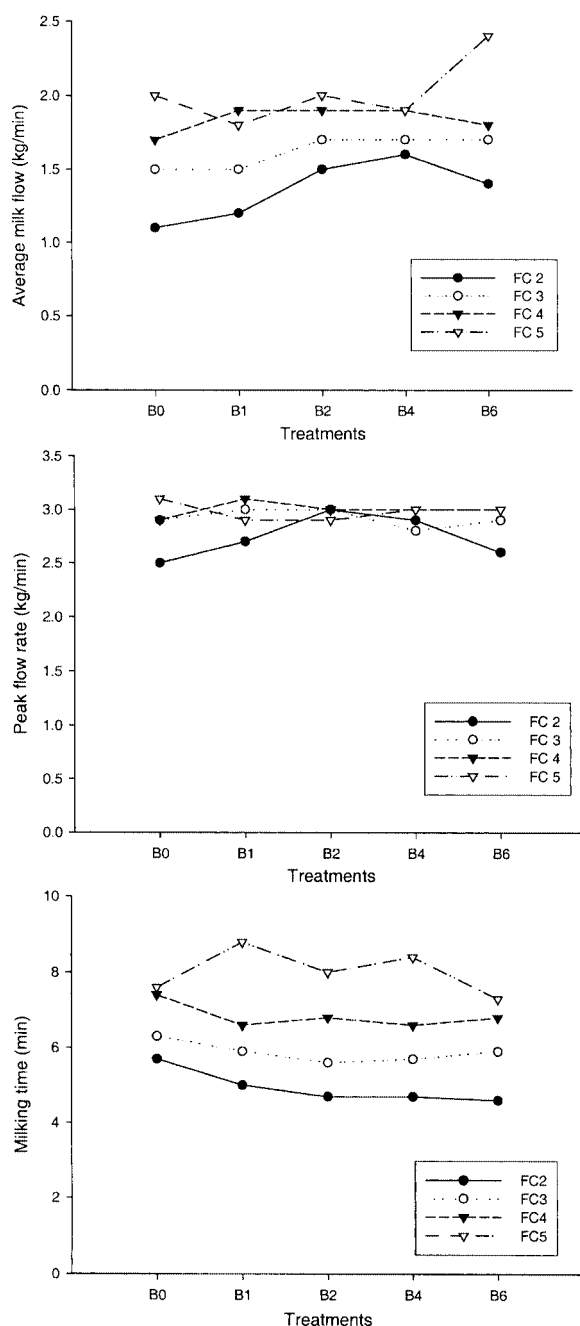 2.5
2.0
1.5
1.0
0.5
0.0
Average milk flow (kg/min)
FC 2
FC 3
FC 4
FC 5
B0 B1 B2 B4 B6
Treatments
3.5
3.0
2.5
2.0
1.5
1.0
0.5
0.0
Peak flow rate (kg/min)
FC 2
FC 3
FC 4
FC 5
B0 B1 B2 B4 B6
Treatments
10
8
6
4
2
0
Milking time (min)
FC2
FC3
FC4
FC5
B0 B1 B2 B4 B6
Treatments